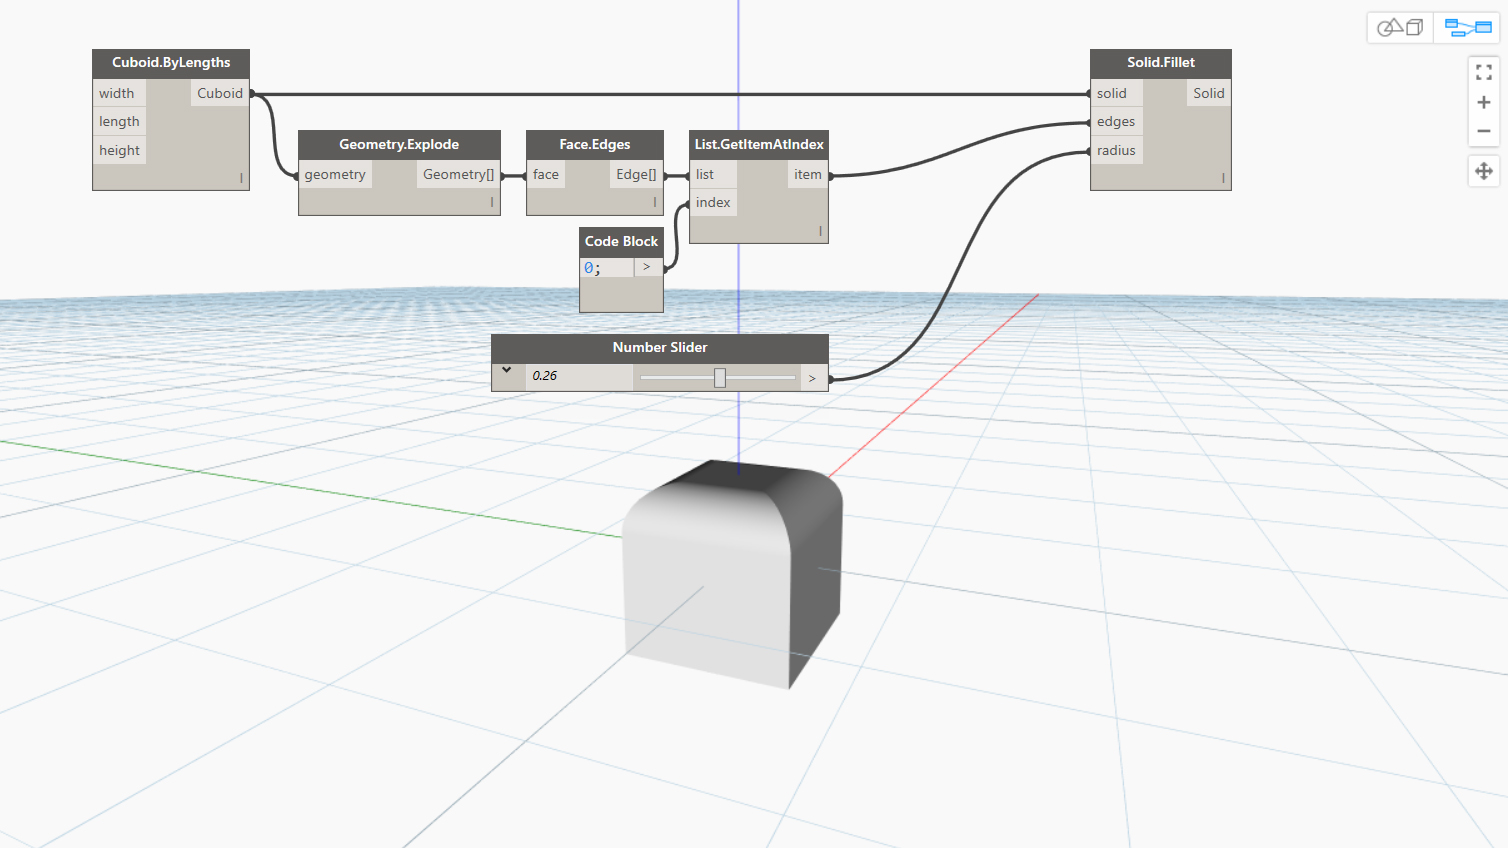 Cuboid.ByLengths
width
Cuboid
length
height
l
Geometry.Explode
geometry
Geometry[]
l
Face.Edges
face
Edge[]
l
List.GetItemAtIndex
list
item
index
l
Code Block
0;
>
Number Slider
0.26
>
Solid.Fillet
solid
Solid
edges
radius
l